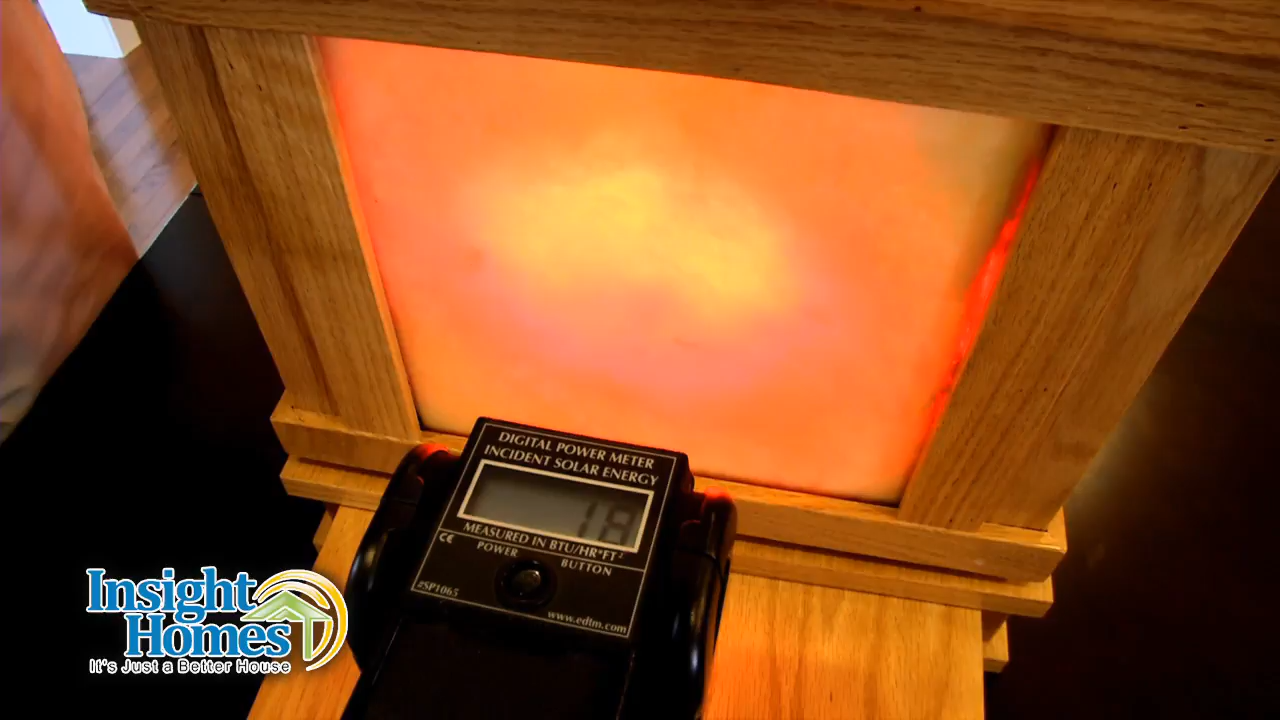 DIGITAL POWER METER
INCIDENT SOLAR ENERGY
18
MEASURED IN BTU/HR*FT²
CE POWER BUTTON
#SP1065
www.edtm.com
Insight
Homes
It's Just a Better House